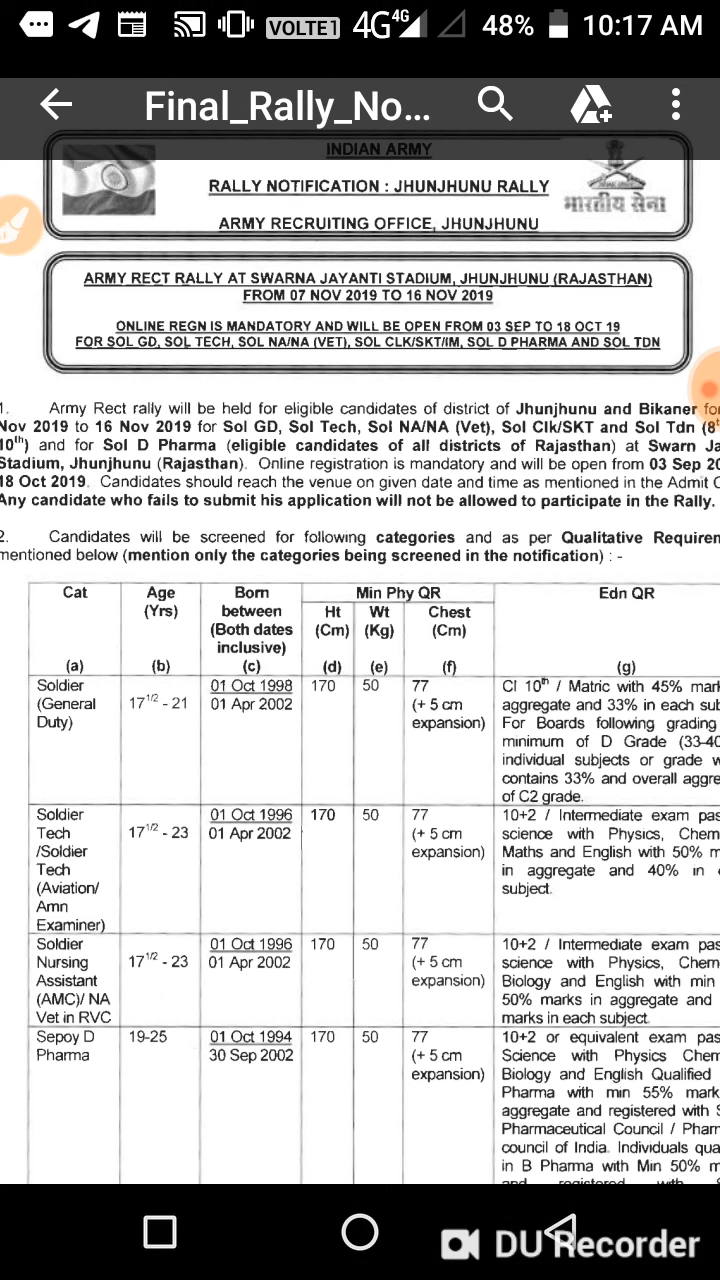 VOLTE1 4G 4G 48% 10:17 AM
Final_Rally_No...
INDIAN ARMY
RALLY NOTIFICATION : JHUNJHUNU RALLY
ARMY RECRUITING OFFICE, JHUNJHUNU
भारतीय सेना
ARMY RECT RALLY AT SWARNA JAYANTI STADIUM, JHUNJHUNU (RAJASTHAN)
FROM 07 NOV 2019 TO 16 NOV 2019
ONLINE REGN IS MANDATORY AND WILL BE OPEN FROM 03 SEP TO 18 OCT 19
FOR SOL GD, SOL TECH, SOL NA/NA (VET), SOL CLK/SKT/IM, SOL D PHARMA AND SOL TDN
1. Army Rect rally will be held for eligible candidates of district of Jhunjhunu and Bikaner
Nov 2019 to 16 Nov 2019 for Sol GD, Sol Tech, Sol NA/NA (Vet), Sol Clk/SKT and Sol Tdn (8
10th) and for Sol D Pharma (eligible candidates of all districts of Rajasthan) at Swarn Ja
Stadium, Jhunjhunu (Rajasthan). Online registration is mandatory and will be open from 03 Sep
18 Oct 2019. Candidates should reach the venue on given date and time as mentioned in the Admit
Any candidate who fails to submit his application will not be allowed to participate in the Rally.
2. Candidates will be screened for following categories and as per Qualitative Requirem
mentioned below (mention only the categories being screened in the notification) : -
Cat
(a)
Age
(Yrs)
(b)
Born
between
(Both dates
inclusive)
(c)
Min Phy QR
Ht
(Cm)
(d)
Wt
(Kg)
(e)
Chest
(Cm)
(f)
Edn QR
(g)
Soldier
(General
Duty)
17 1/2 - 21
01 Oct 1998
01 Apr 2002
170
50
77
(+ 5 cm
expansion)
Cl 10th / Matric with 45% mar
aggregate and 33% in each sub
For Boards following grading
minimum of D Grade (33-40
individual subjects or grade w
contains 33% and overall aggre
of C2 grade.
Soldier
Tech
/Soldier
Tech
(Aviation/
Amn
Examiner)
17 1/2 - 23
01 Oct 1996
01 Apr 2002
170
50
77
(+ 5 cm
expansion)
10+2 / Intermediate exam pas
science with Physics, Chem
Maths and English with 50% m
in aggregate and 40% in
subject.
Soldier
Nursing
Assistant
(AMC)/ NA
Vet in RVC
17 1/2 - 23
01 Oct 1996
01 Apr 2002
170
50
77
(+ 5 cm
expansion)
10+2 / Intermediate exam pas
science with Physics, Chem
Biology and English with min
50% marks in aggregate and
marks in each subject.
Sepoy D
Pharma
19-25
01 Oct 1994
30 Sep 2002
170
50
77
(+ 5 cm
expansion)
10+2 or equivalent exam pas
Science with Physics Chem
Biology and English Qualified
Pharma with min 55% mark
aggregate and registered with S
Pharmaceutical Council / Pharm
council of India. Individuals qua
in B Pharma with Min 50% m
and registered with
DU Recorder